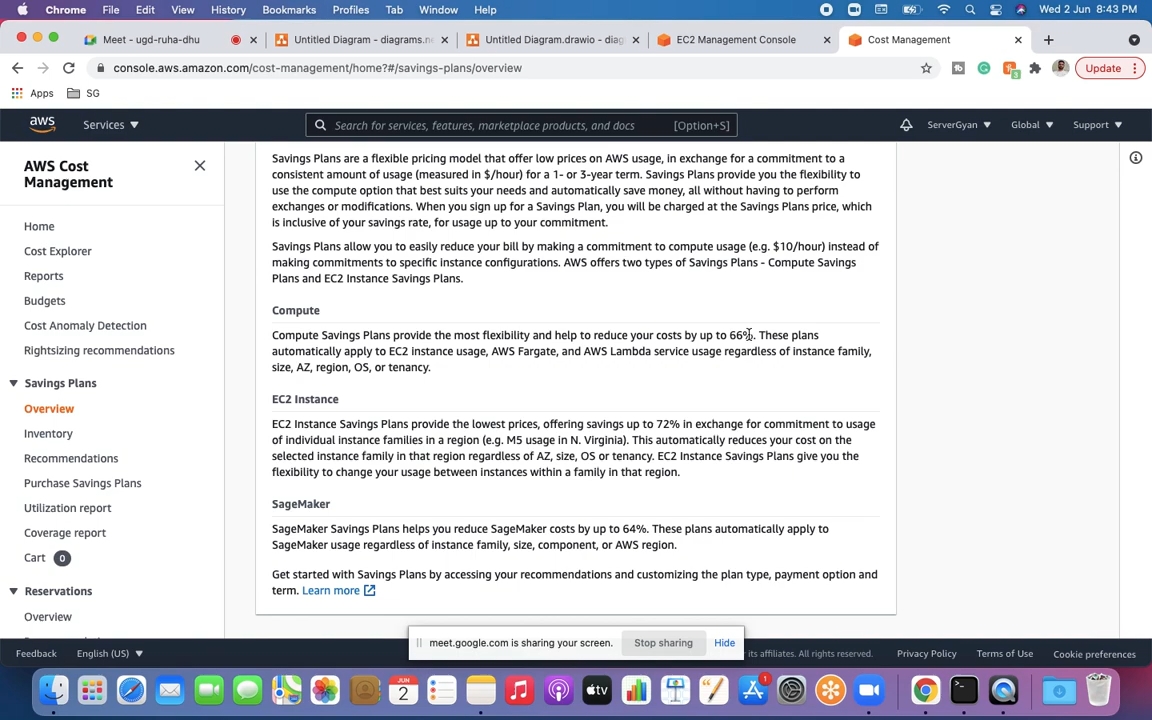 Chrome File Edit View History Bookmarks Profiles Tab Window Help Wed 2 Jun 8:43 PM
Meet - ugd-ruha-dhu
Untitled Diagram - diagrams.ne
Untitled Diagram.drawio - diag
EC2 Management Console
Cost Management
console.aws.amazon.com/cost-management/home?#/savings-plans/overview
Update
Apps SG
aws Services Search for services, features, marketplace products, and docs [Option+S] ServerGyan Global Support
AWS Cost
Management
Home
Cost Explorer
Reports
Budgets
Cost Anomaly Detection
Rightsizing recommendations
Savings Plans
Overview
Inventory
Recommendations
Purchase Savings Plans
Utilization report
Coverage report
Cart 0
Reservations
Overview
Savings Plans are a flexible pricing model that offer low prices on AWS usage, in exchange for a commitment to a
consistent amount of usage (measured in $/hour) for a 1- or 3-year term. Savings Plans provide you the flexibility to
use the compute option that best suits your needs and automatically save money, all without having to perform
exchanges or modifications. When you sign up for a Savings Plan, you will be charged at the Savings Plans price, which
is inclusive of your savings rate, for usage up to your commitment.
Savings Plans allow you to easily reduce your bill by making a commitment to compute usage (e.g. $10/hour) instead of
making commitments to specific instance configurations. AWS offers two types of Savings Plans - Compute Savings
Plans and EC2 Instance Savings Plans.
Compute
Compute Savings Plans provide the most flexibility and help to reduce your costs by up to 66%. These plans
automatically apply to EC2 instance usage, AWS Fargate, and AWS Lambda service usage regardless of instance family,
size, AZ, region, OS, or tenancy.
EC2 Instance
EC2 Instance Savings Plans provide the lowest prices, offering savings up to 72% in exchange for commitment to usage
of individual instance families in a region (e.g. M5 usage in N. Virginia). This automatically reduces your cost on the
selected instance family in that region regardless of AZ, size, OS or tenancy. EC2 Instance Savings Plans give you the
flexibility to change your usage between instances within a family in that region.
SageMaker
SageMaker Savings Plans helps you reduce SageMaker costs by up to 64%. These plans automatically apply to
SageMaker usage regardless of instance family, size, component, or AWS region.
Get started with Savings Plans by accessing your recommendations and customizing the plan type, payment option and
term. Learn more
meet.google.com is sharing your screen. Stop sharing Hide
Feedback English (US) its affiliates. All rights reserved. Privacy Policy Terms of Use Cookie preferences
JUN
2
tv
1